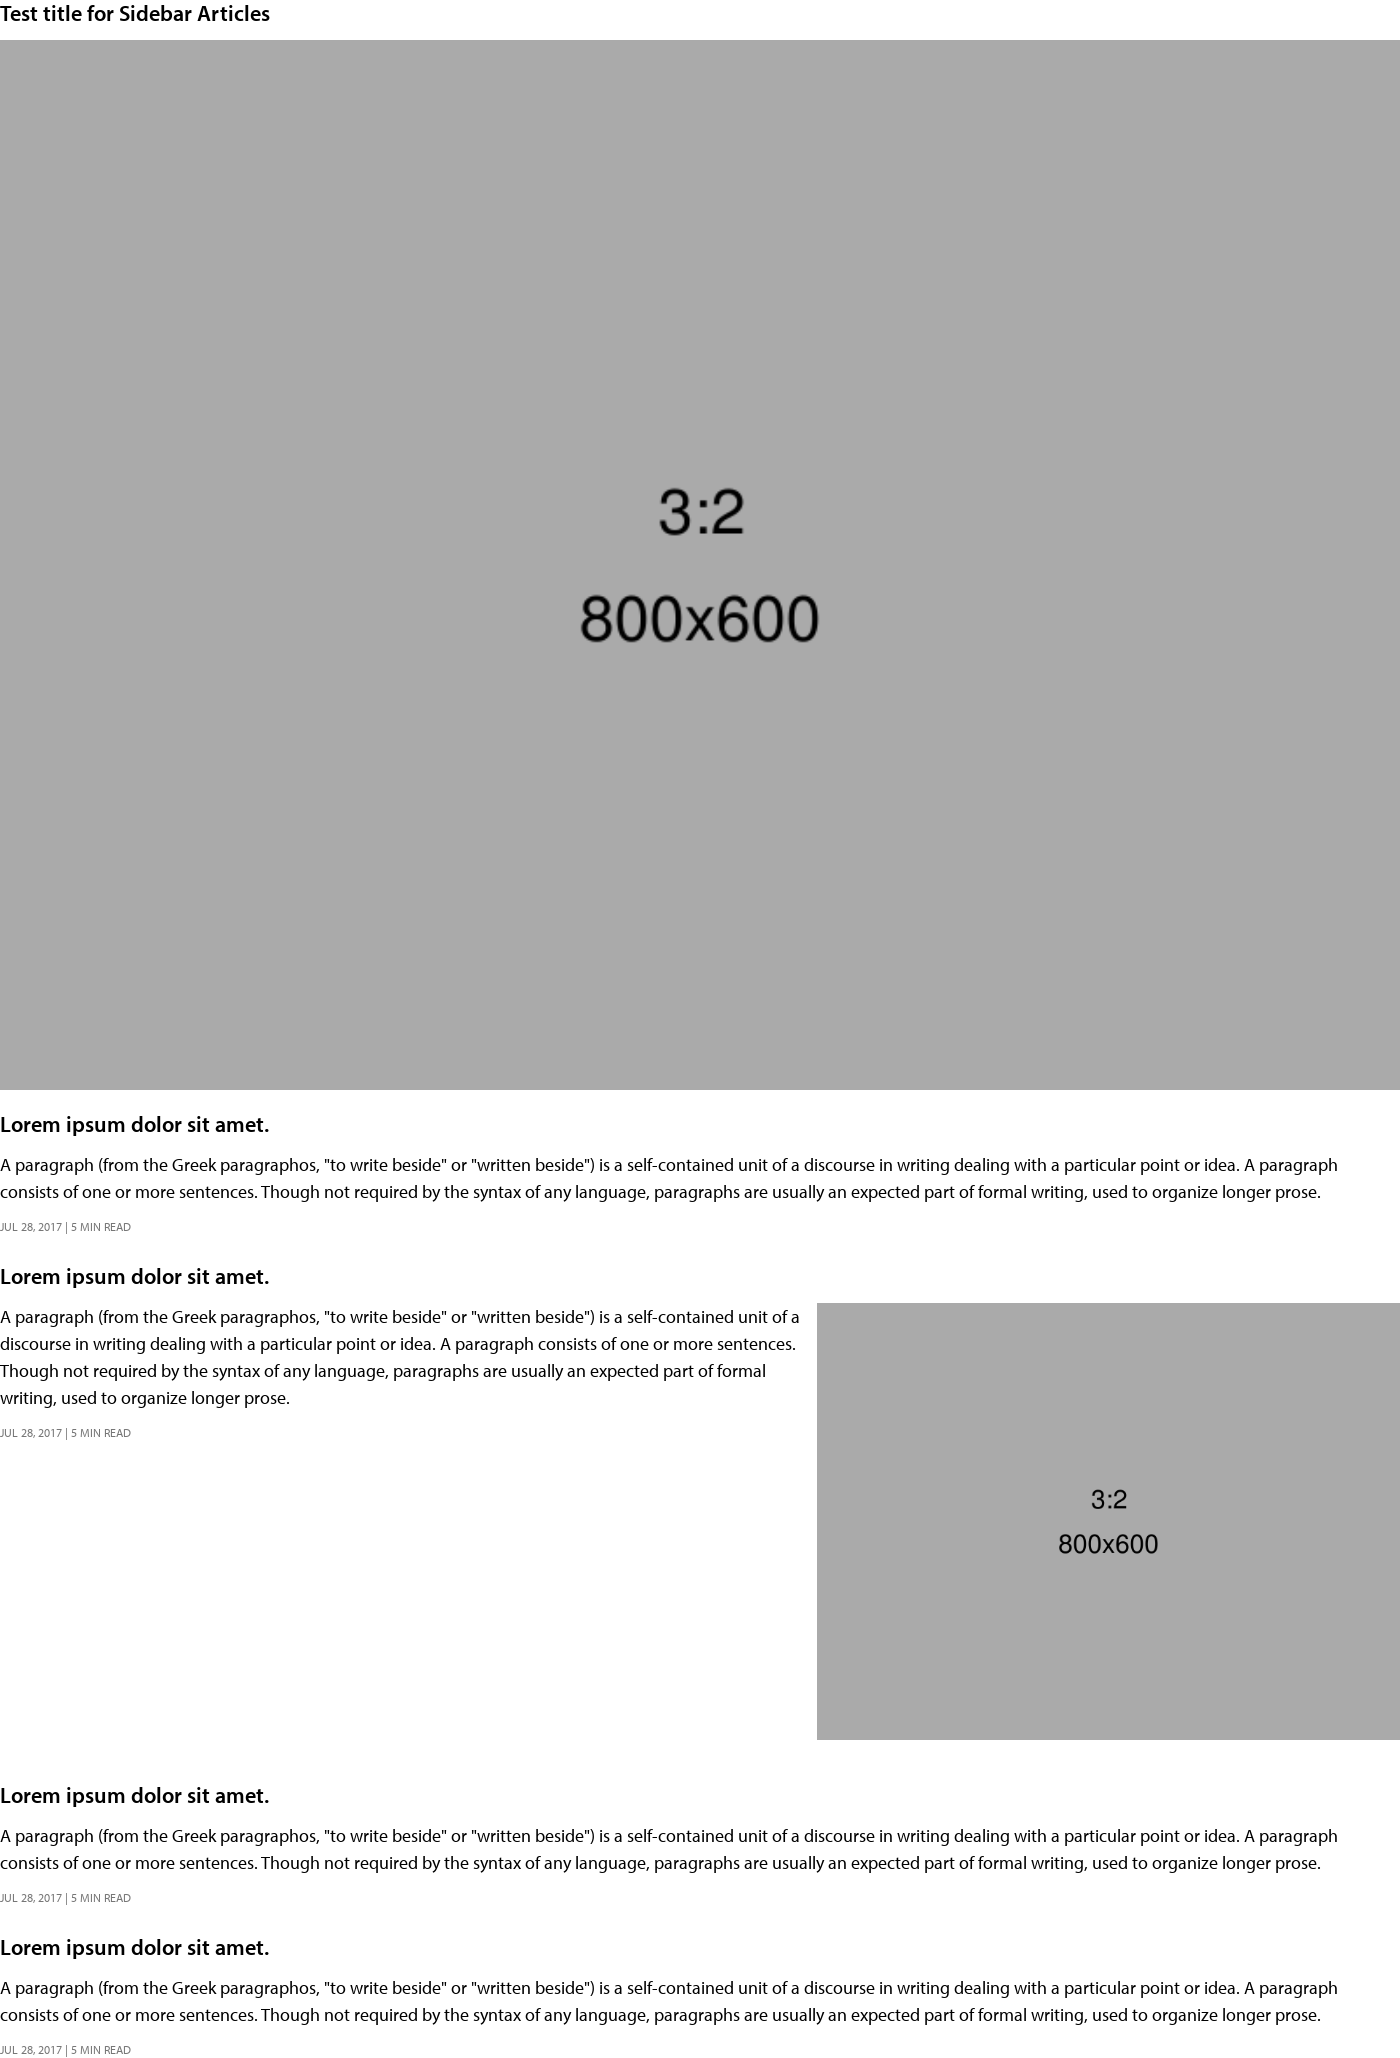 Test title for Sidebar Articles
3:2
800x600
Lorem ipsum dolor sit amet.
A paragraph (from the Greek paragraphos, "to write beside" or "written beside") is a self-contained unit of a discourse in writing dealing with a particular point or idea. A paragraph
consists of one or more sentences. Though not required by the syntax of any language, paragraphs are usually an expected part of formal writing, used to organize longer prose.
JUL 28, 2017 | 5 MIN READ
Lorem ipsum dolor sit amet.
A paragraph (from the Greek paragraphos, "to write beside" or "written beside") is a self-contained unit of a
discourse in writing dealing with a particular point or idea. A paragraph consists of one or more sentences.
Though not required by the syntax of any language, paragraphs are usually an expected part of formal
writing, used to organize longer prose.
JUL 28, 2017 | 5 MIN READ
3:2
800x600
Lorem ipsum dolor sit amet.
A paragraph (from the Greek paragraphos, "to write beside" or "written beside") is a self-contained unit of a discourse in writing dealing with a particular point or idea. A paragraph
consists of one or more sentences. Though not required by the syntax of any language, paragraphs are usually an expected part of formal writing, used to organize longer prose.
JUL 28, 2017 | 5 MIN READ
Lorem ipsum dolor sit amet.
A paragraph (from the Greek paragraphos, "to write beside" or "written beside") is a self-contained unit of a discourse in writing dealing with a particular point or idea. A paragraph
consists of one or more sentences. Though not required by the syntax of any language, paragraphs are usually an expected part of formal writing, used to organize longer prose.
JUL 28, 2017 | 5 MIN READ